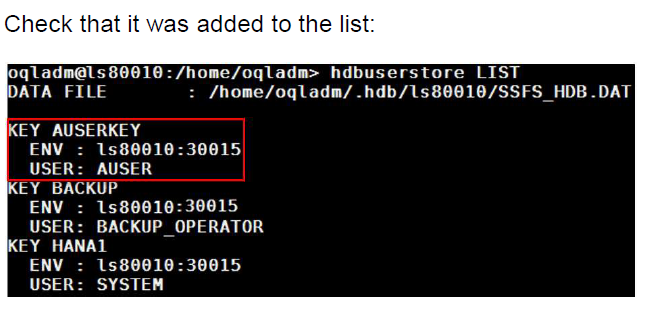 Check that it was added to the list:
oqladm@ls80010:/home/oqladm> hdbuserstore LIST
DATA FILE       : /home/oqladm/.hdb/ls80010/SSFS_HDB.DAT
KEY AUSERKEY
  ENV : ls80010:30015
  USER: AUSER
KEY BACKUP
  ENV : ls80010:30015
  USER: BACKUP_OPERATOR
KEY HANA1
  ENV : ls80010:30015
  USER: SYSTEM